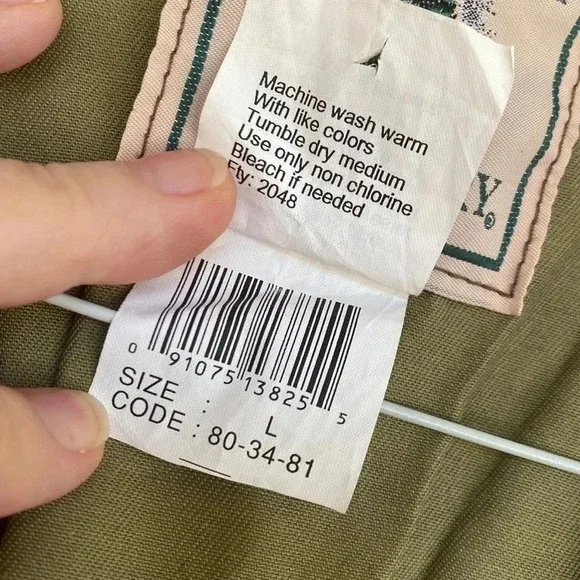 Machine wash warm
With like colors
Tumble dry medium
Use only non chlorine
Bleach if needed
Fty: 2048
0 91075 13825 5
SIZE : L
CODE : 80-34-81